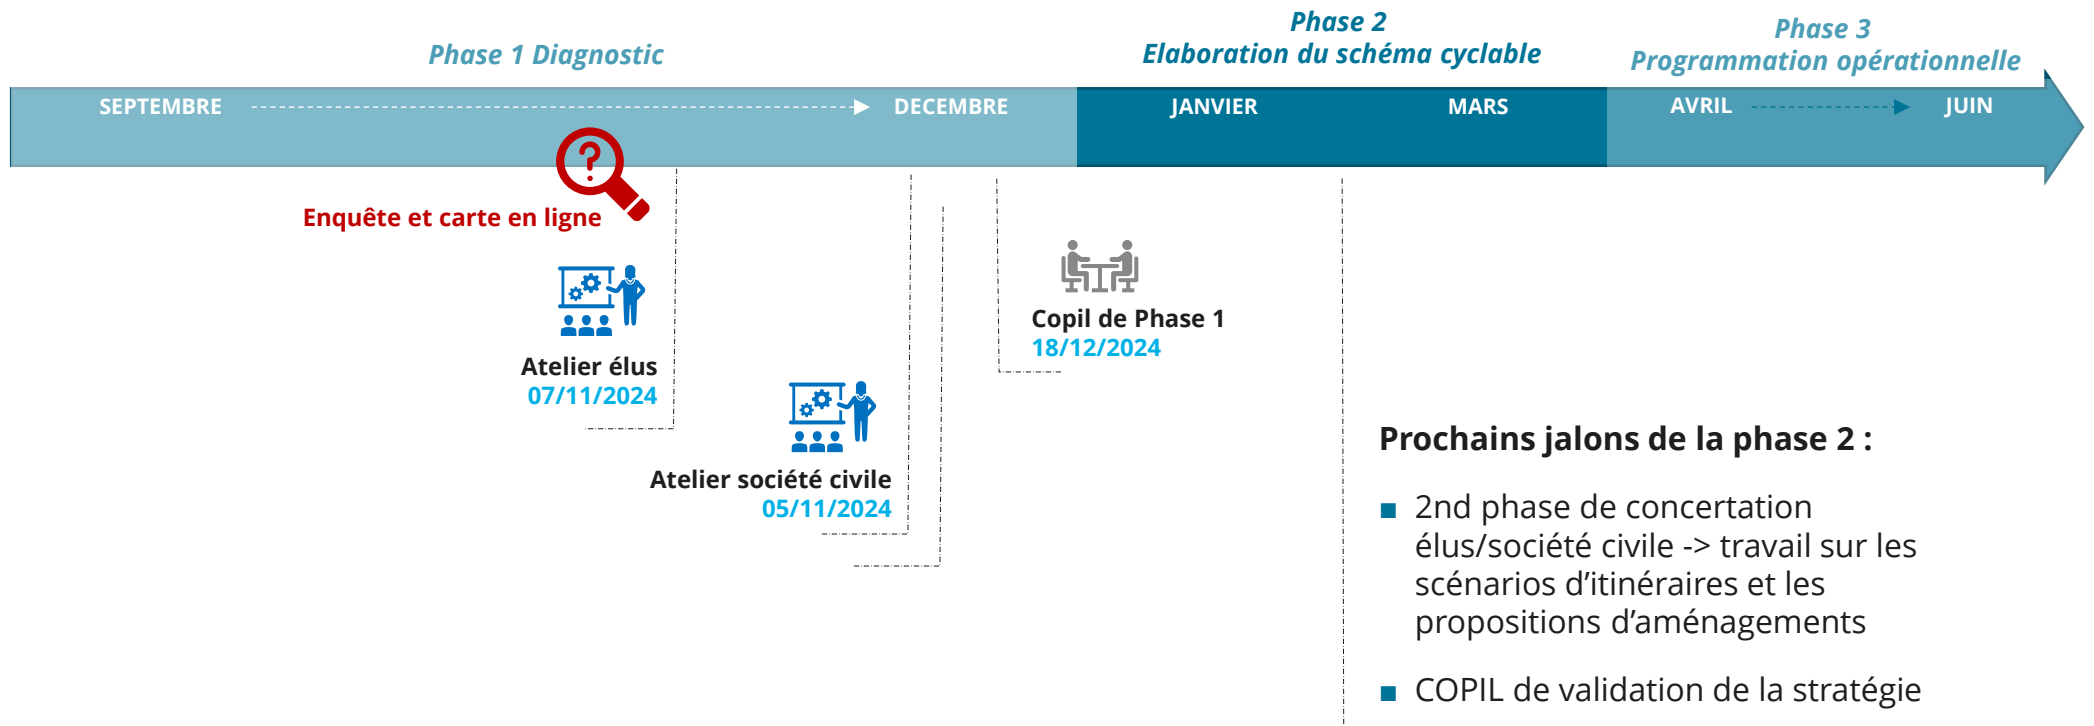 Phase 1 Diagnostic
Phase 2
Elaboration du schéma cyclable
Phase 3
Programmation opérationnelle
SEPTEMBRE
DECEMBRE
JANVIER
MARS
AVRIL
JUIN
?
Enquête et carte en ligne
Atelier élus
07/11/2024
Atelier société civile
05/11/2024
Copil de Phase 1
18/12/2024
Prochains jalons de la phase 2 :
2nd phase de concertation
élus/société civile -> travail sur les
scénarios d’itinéraires et les
propositions d’aménagements
COPIL de validation de la stratégie